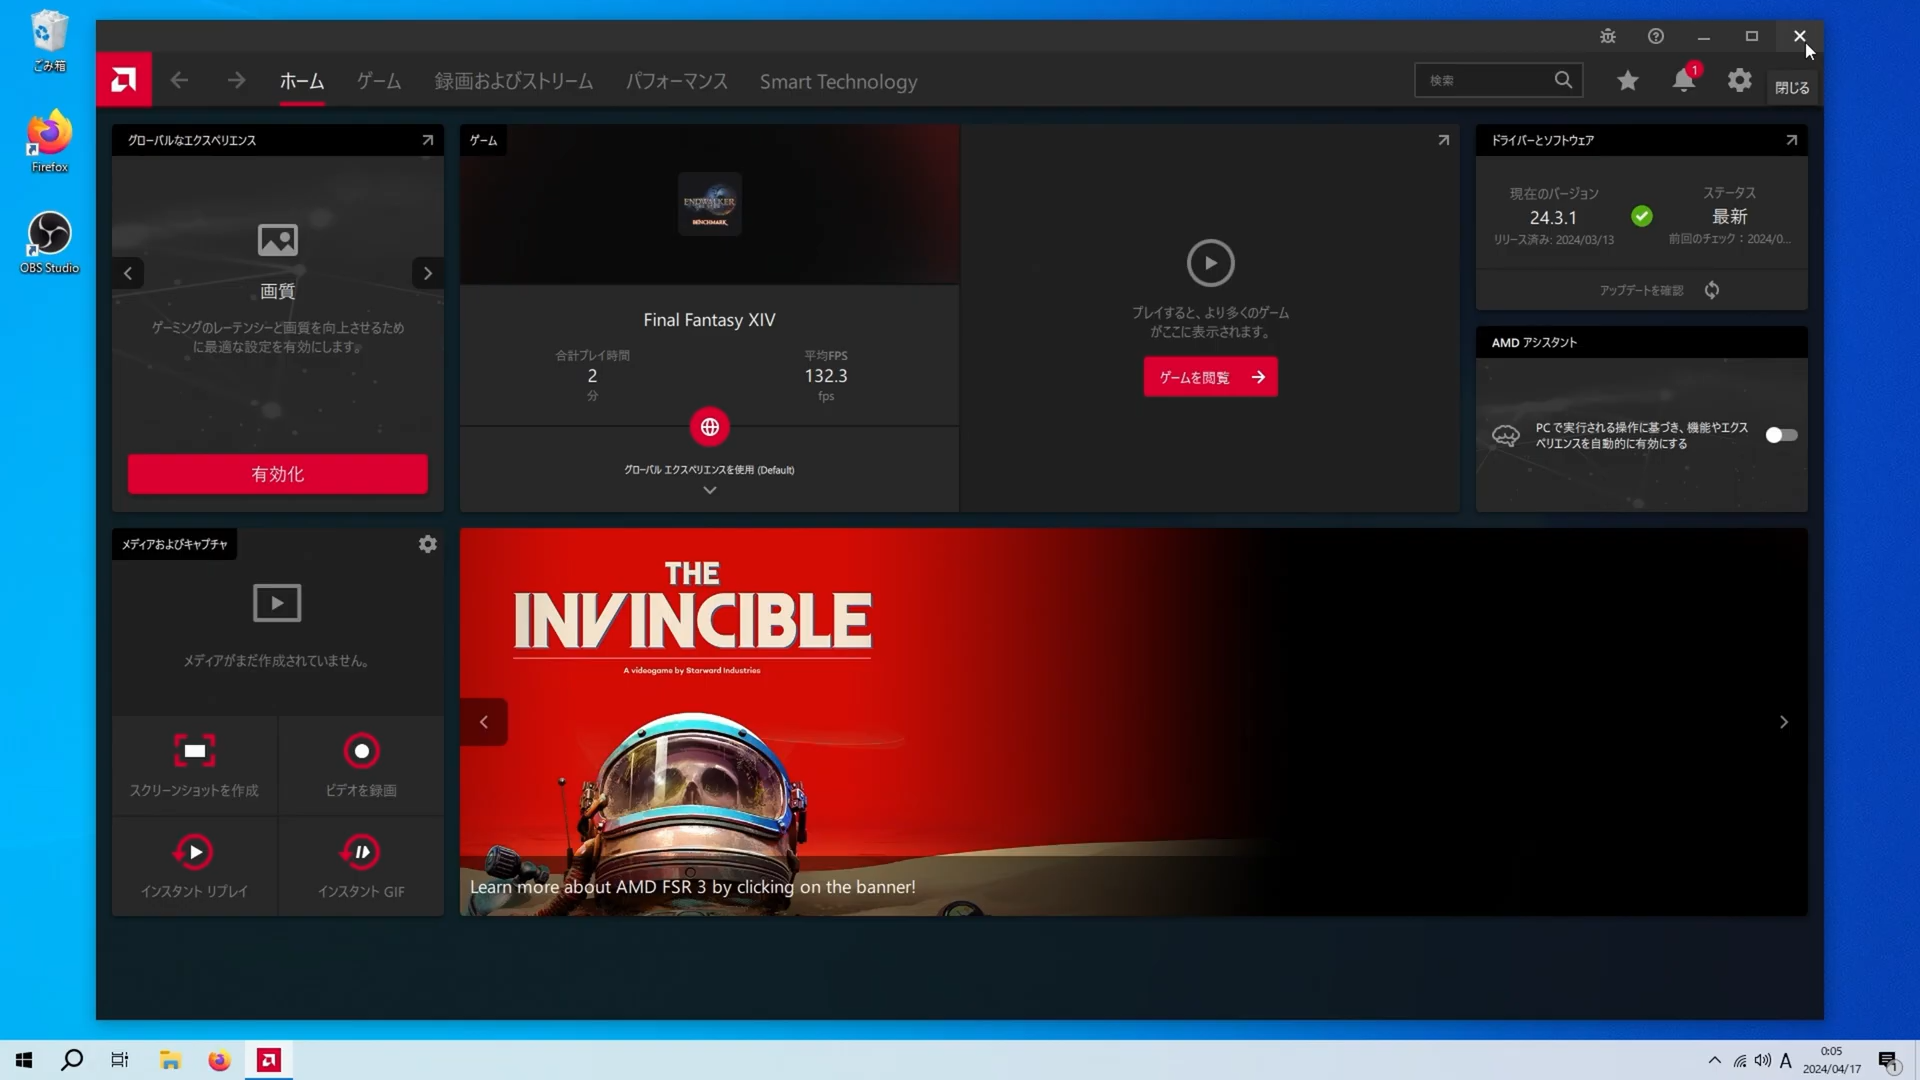 ごみ箱
Firefox
OBS Studio
ホーム
ゲーム
録画およびストリーム
パフォーマンス
Smart Technology
検索
1
閉じる
グローバルなエクスペリエンス
画質
ゲーミングのレーテンシーと画質を向上させるため
に最適な設定を有効にします。
有効化
ゲーム
ENDWALKER
BENCHMARK
Final Fantasy XIV
合計プレイ時間
2
分
平均FPS
132.3
fps
グローバル エクスペリエンスを使用 (Default)
プレイすると、より多くのゲーム
がここに表示されます。
ゲームを閲覧
ドライバーとソフトウェア
現在のバージョン
24.3.1
リリース済み: 2024/03/13
ステータス
最新
前回のチェック : 2024/0...
アップデートを確認
AMD アシスタント
PC で実行される操作に基づき、機能やエクス
ペリエンスを自動的に有効にする
メディアおよびキャプチャ
メディアがまだ作成されていません。
スクリーンショットを作成
ビデオを録画
インスタント リプレイ
インスタント GIF
THE
INVINCIBLE
A videogame by Starward Industries
Learn more about AMD FSR 3 by clicking on the banner!
A
0:05
2024/04/17
1